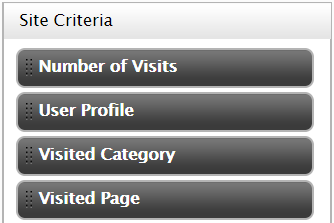 Site Criteria
Number of Visits
User Profile
Visited Category
Visited Page